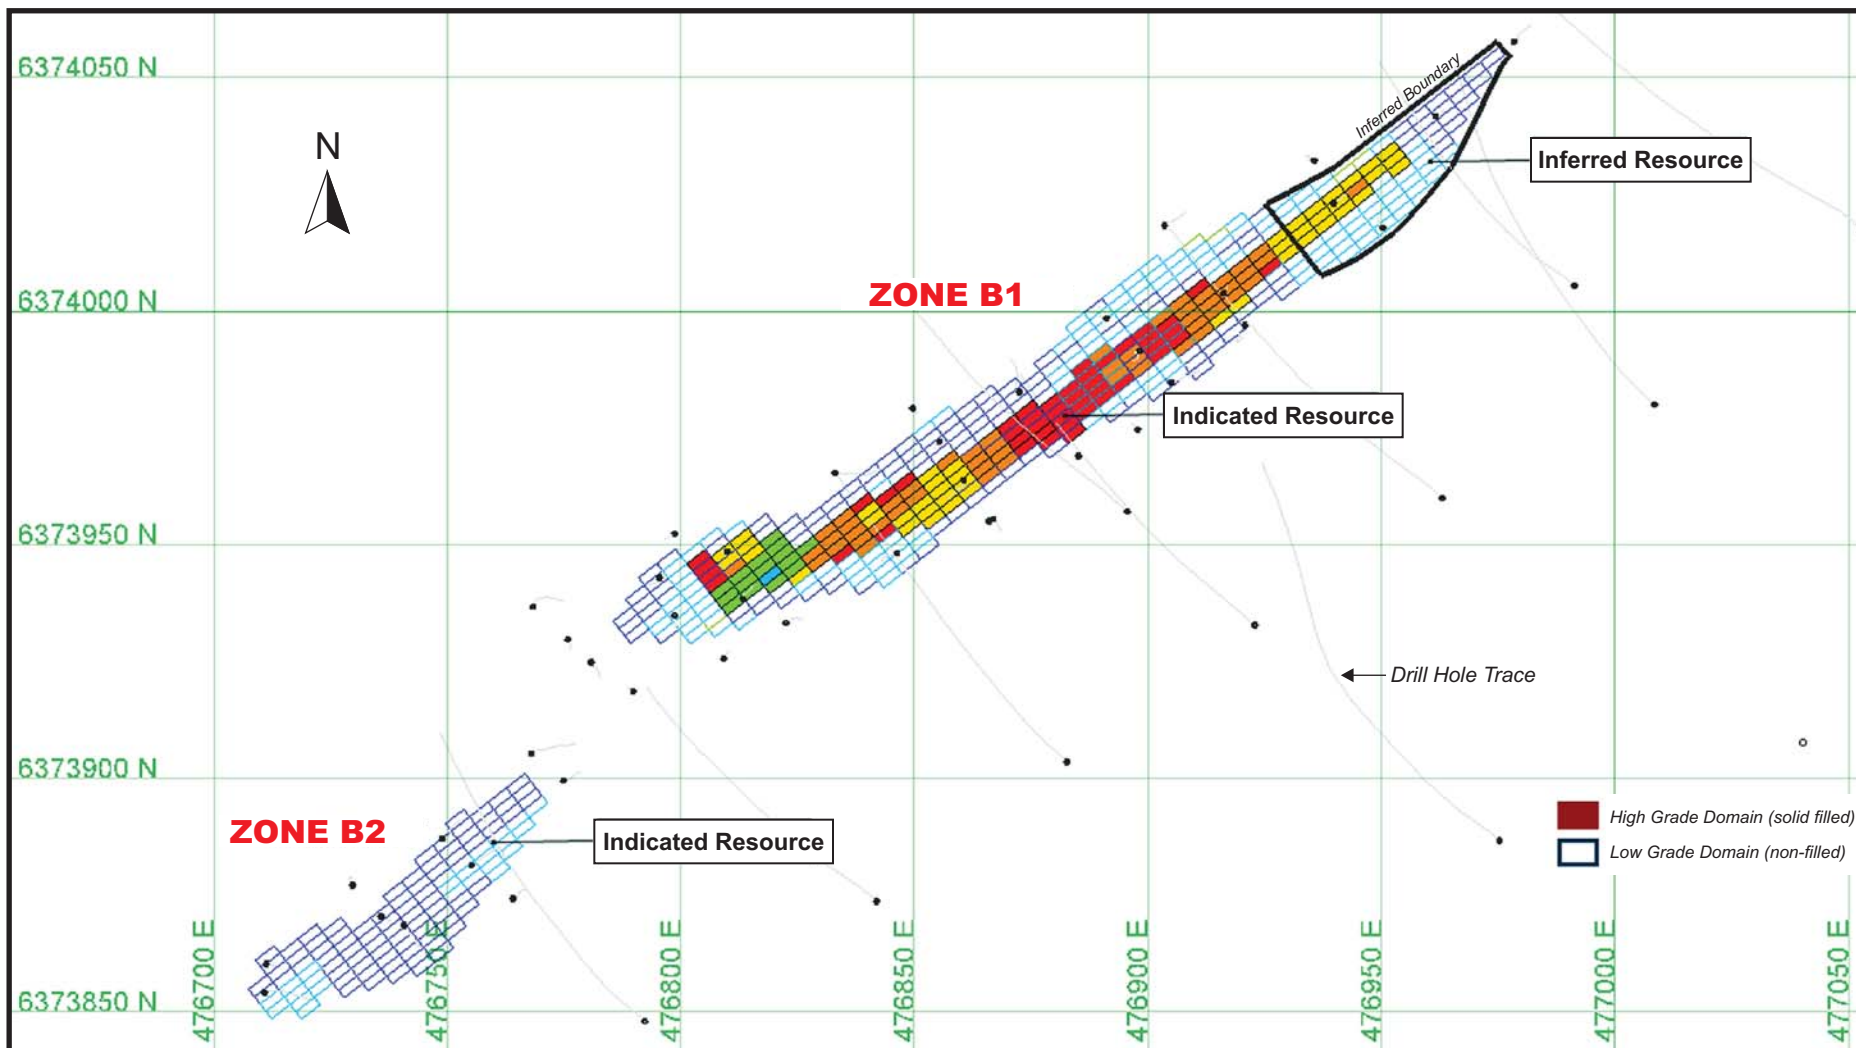 6374050 N
N
Inferred Boundary
Inferred Resource
ZONE B1
6374000 N
Indicated Resource
6373950 N
Drill Hole Trace
6373900 N
ZONE B2
Indicated Resource
High Grade Domain (solid filled)
Low Grade Domain (non-filled)
6373850 N
476700 E
476750 E
476800 E
476850 E
476900 E
476950 E
477000 E
477050 E